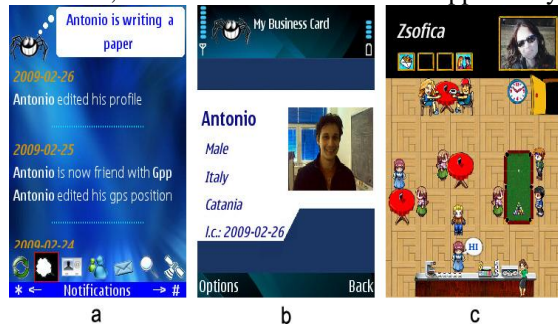 Antonio is writing a
paper
2009-02-26
Antonio edited his profile
2009-02-25
Antonio is now friend with Gpp
Antonio edited his gps position
2009-02-24
* <- Notifications -> #
a
My Business Card
Antonio
Male
Italy
Catania
l.c.: 2009-02-26
Options Back
b
Zsofica
HI
c